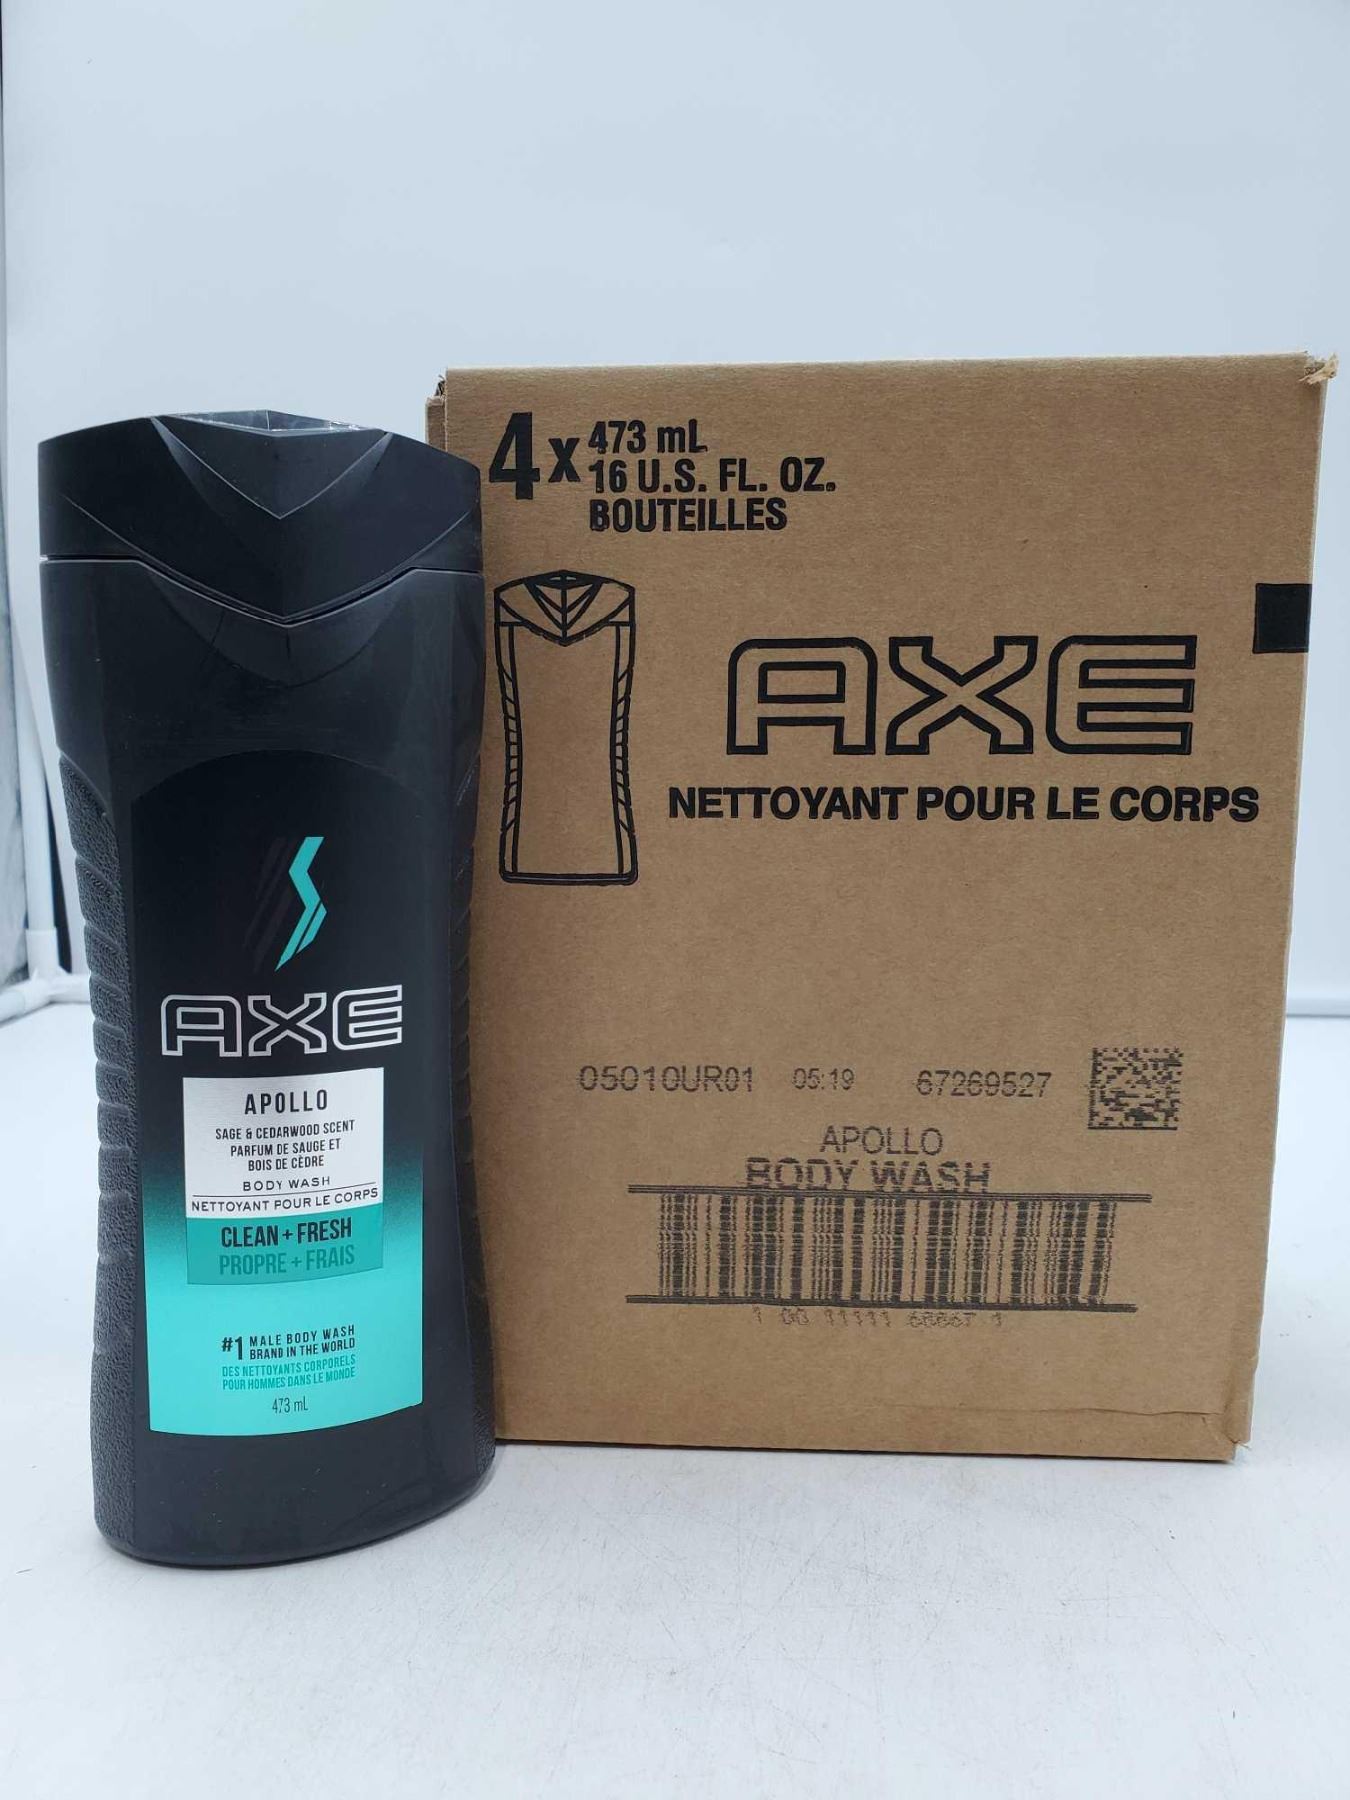 AXE
APOLLO
SAGE & CEDARWOOD SCENT
PARFUM DE SAUGE ET
BOIS DE CÈDRE
BODY WASH
NETTOYANT POUR LE CORPS
CLEAN + FRESH
PROPRE + FRAIS
#1 MALE BODY WASH
BRAND IN THE WORLD
DES NETTOYANTS CORPORELS
POUR HOMMES DANS LE MONDE
473 mL
4 x 473 mL
16 U.S. FL. OZ.
BOUTEILLES
AXE
NETTOYANT POUR LE CORPS
05010UR01 05:19 67269527
APOLLO
BODY WASH
1 00 11111